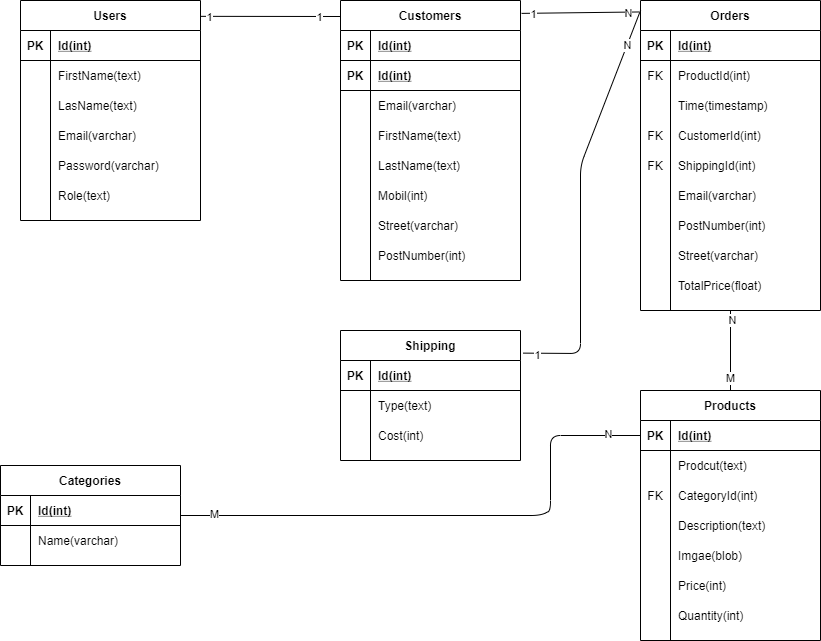 Users
PK Id(int)
FirstName(text)
LasName(text)
Email(varchar)
Password(varchar)
Role(text)
1
1
Customers
PK Id(int)
PK Id(int)
Email(varchar)
FirstName(text)
LastName(text)
Mobil(int)
Street(varchar)
PostNumber(int)
1
N
N
Orders
PK Id(int)
FK ProductId(int)
Time(timestamp)
FK CustomerId(int)
FK ShippingId(int)
Email(varchar)
PostNumber(int)
Street(varchar)
TotalPrice(float)
N
M
Shipping
PK Id(int)
Type(text)
Cost(int)
1
Products
PK Id(int)
Prodcut(text)
FK CategoryId(int)
Description(text)
Imgae(blob)
Price(int)
Quantity(int)
N
M
Categories
PK Id(int)
Name(varchar)